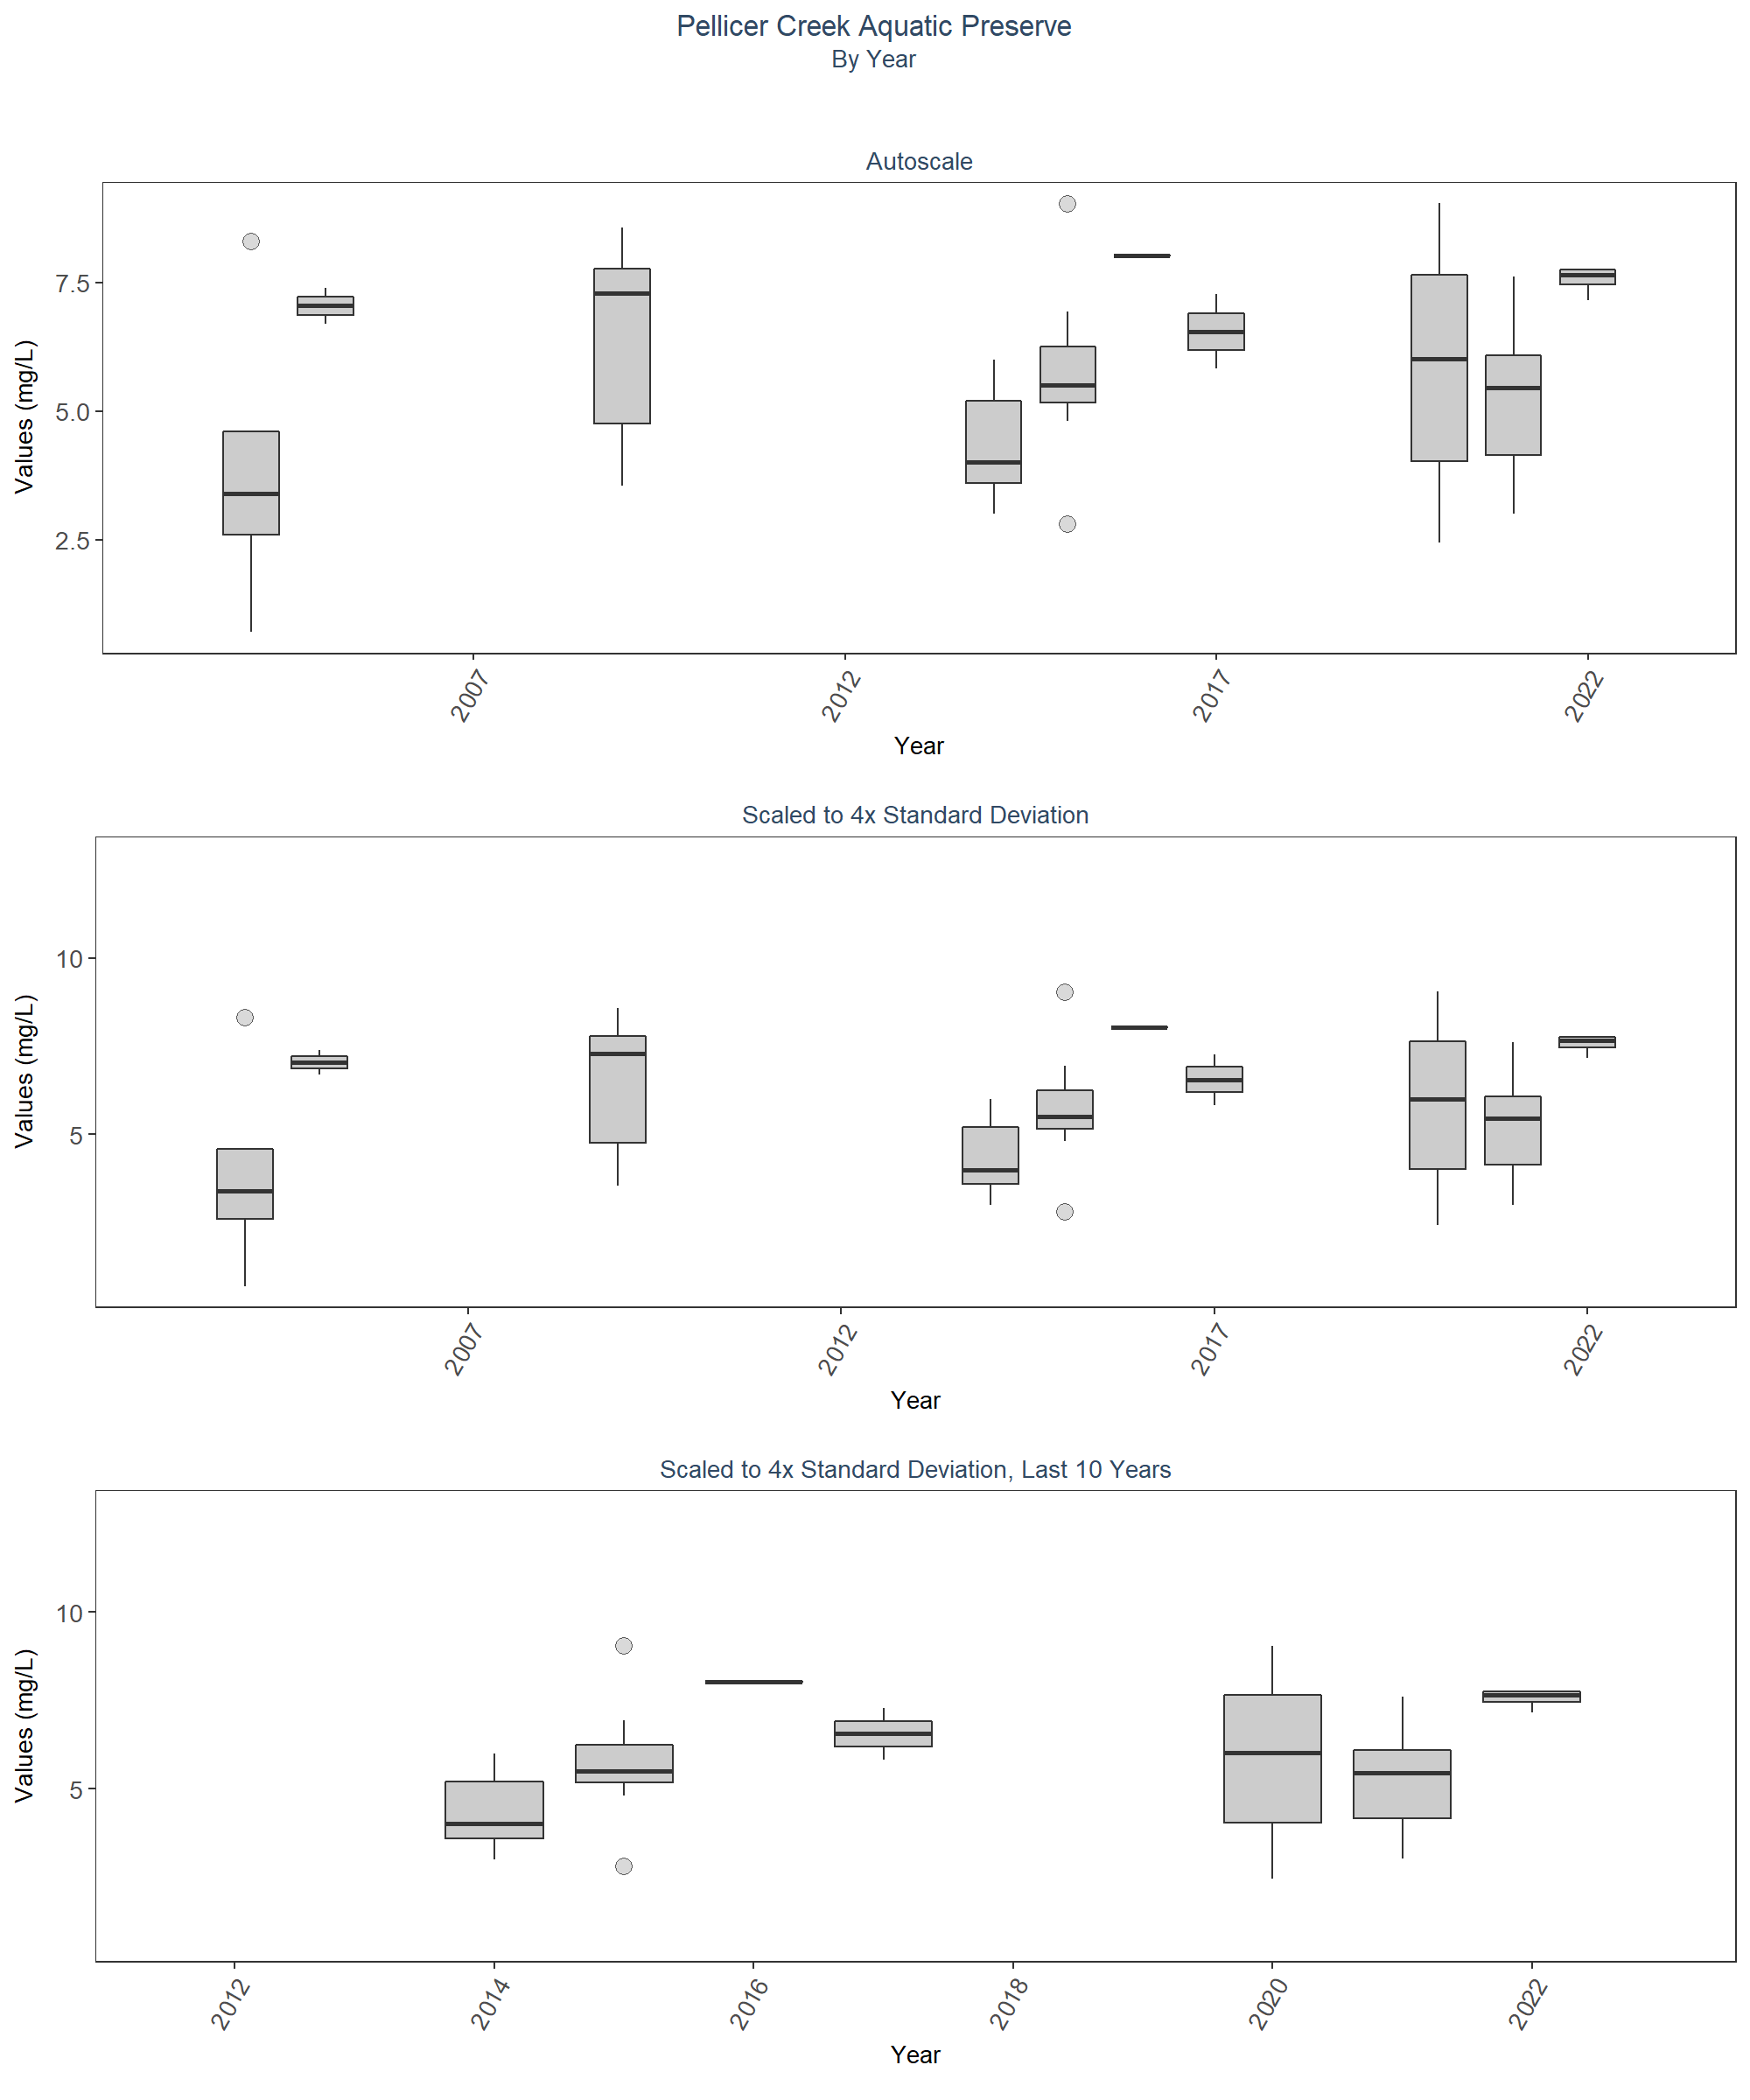 Pellicer Creek Aquatic Preserve
By Year
Autoscale
Values (mg/L)
7.5
5.0
2.5
2007
2012
2017
2022
Year
Scaled to 4x Standard Deviation
Values (mg/L)
10
5
2007
2012
2017
2022
Year
Scaled to 4x Standard Deviation, Last 10 Years
Values (mg/L)
10
5
2012
2014
2016
2018
2020
2022
Year